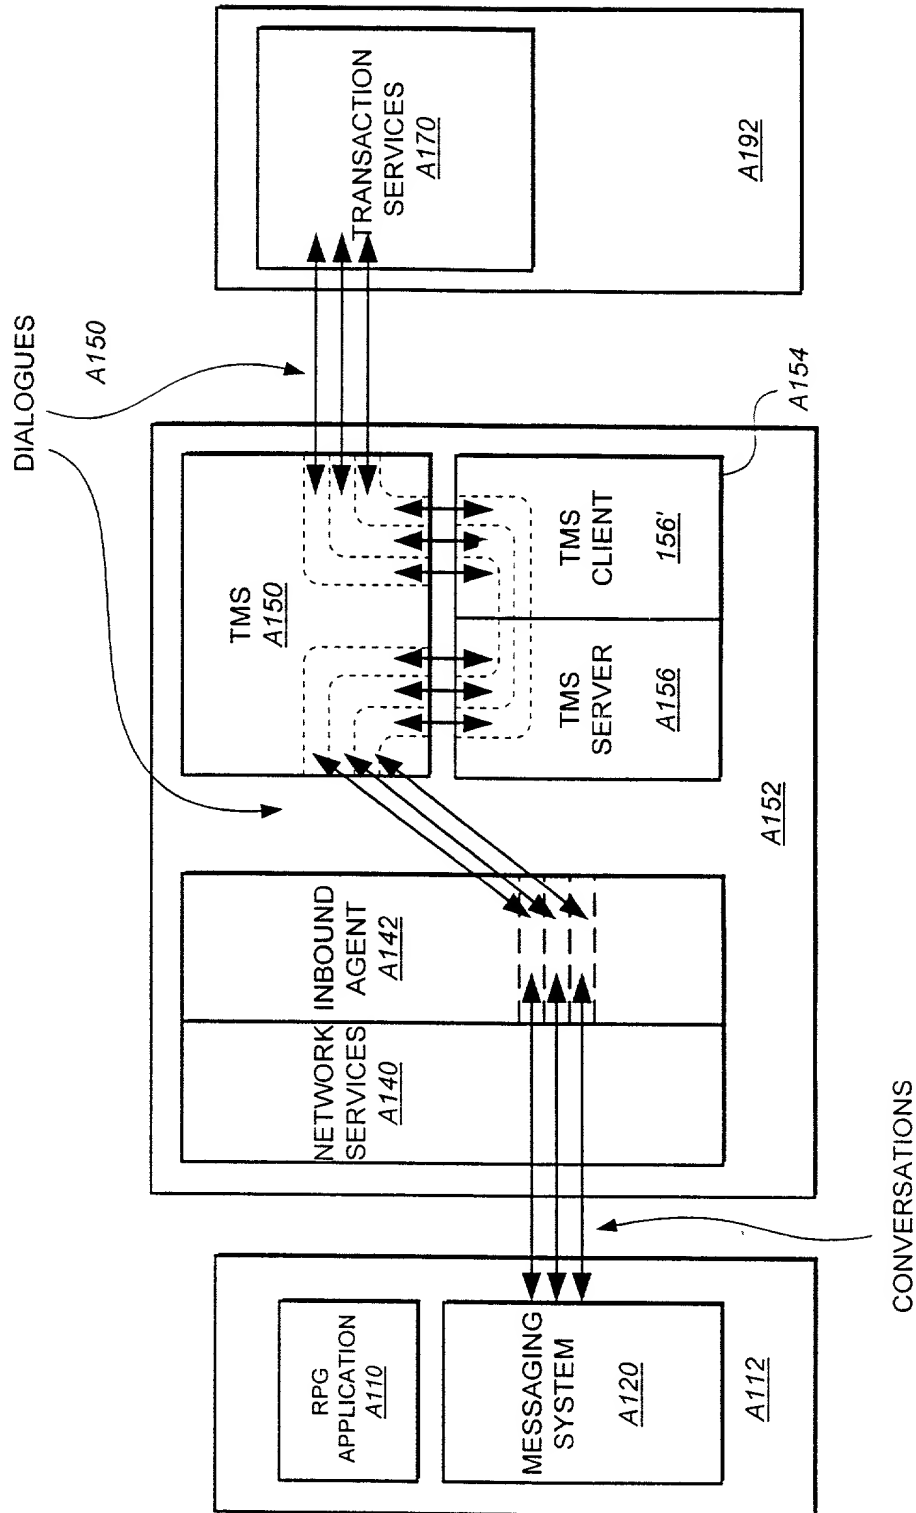 DIALOGUES
A150
TRANSACTION
SERVICES
A170
A192
TMS
A150
TMS
CLIENT
156'
TMS
SERVER
A156
A154
A152
INBOUND
AGENT
A142
NETWORK
SERVICES
A140
CONVERSATIONS
RPG
APPLICATION
A110
MESSAGING
SYSTEM
A120
A112